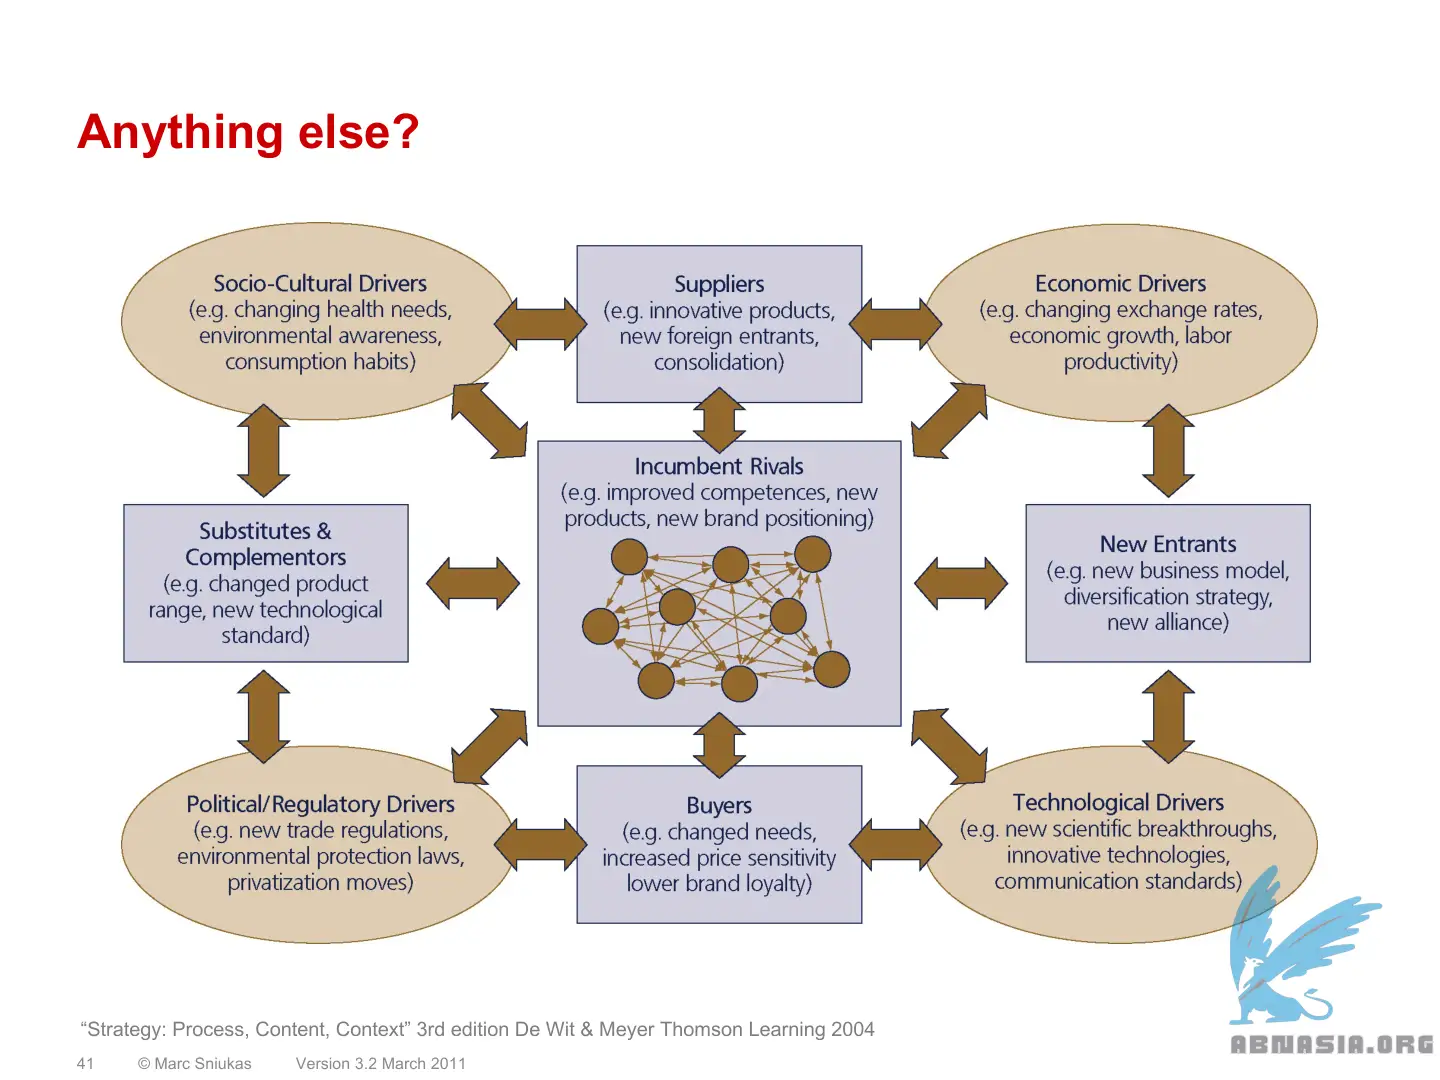 Anything else?
Socio-Cultural Drivers
(e.g. changing health needs,
environmental awareness,
consumption habits)
Suppliers
(e.g. innovative products,
new foreign entrants,
consolidation)
Economic Drivers
(e.g. changing exchange rates,
economic growth, labor
productivity)
Substitutes &
Complementors
(e.g. changed product
range, new technological
standard)
Incumbent Rivals
(e.g. improved competences, new
products, new brand positioning)
New Entrants
(e.g. new business model,
diversification strategy,
new alliance)
Political/Regulatory Drivers
(e.g. new trade regulations,
environmental protection laws,
privatization moves)
Buyers
(e.g. changed needs,
increased price sensitivity
lower brand loyalty)
Technological Drivers
(e.g. new scientific breakthroughs,
innovative technologies,
communication standards)
“Strategy: Process, Content, Context” 3rd edition De Wit & Meyer Thomson Learning 2004
41 © Marc Sniukas Version 3.2 March 2011
ABNASIA.ORG